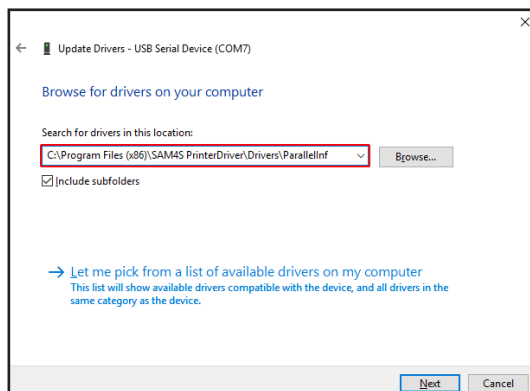 Update Drivers - USB Serial Device (COM7)
Browse for drivers on your computer
Search for drivers in this location:
C:\Program Files (x86)\SAM4S PrinterDriver\Drivers\ParallelInf
Browse...
Include subfolders
Let me pick from a list of available drivers on my computer
This list will show available drivers compatible with the device, and all drivers in the
same category as the device.
Next
Cancel